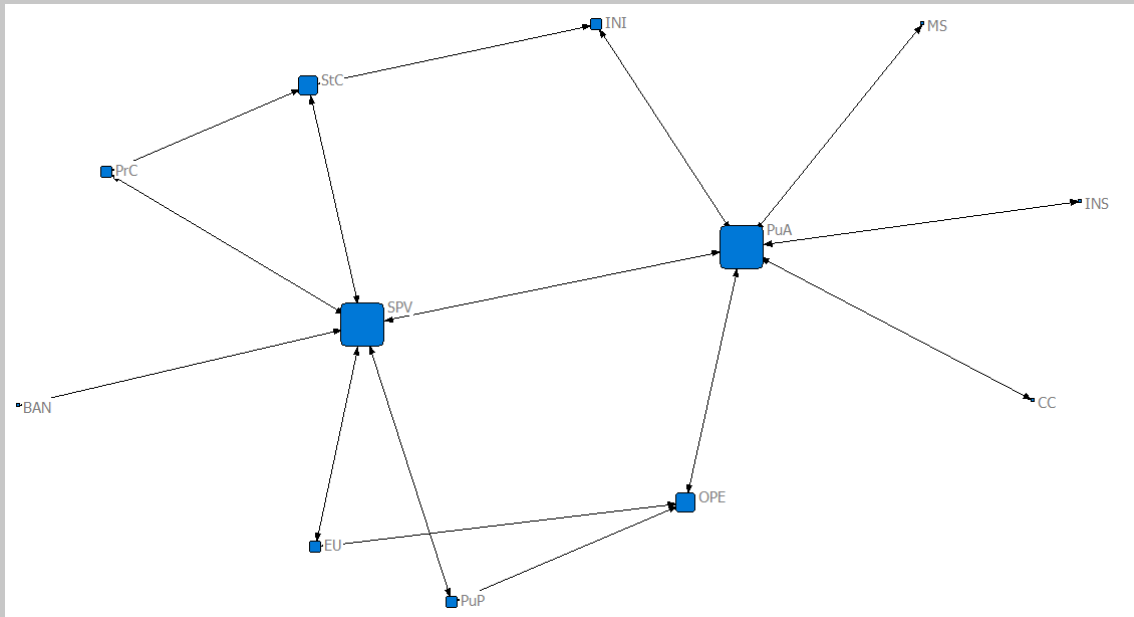 INI
MS
StC
PrC
INS
PuA
SPV
CC
BAN
OPE
EU
PuP